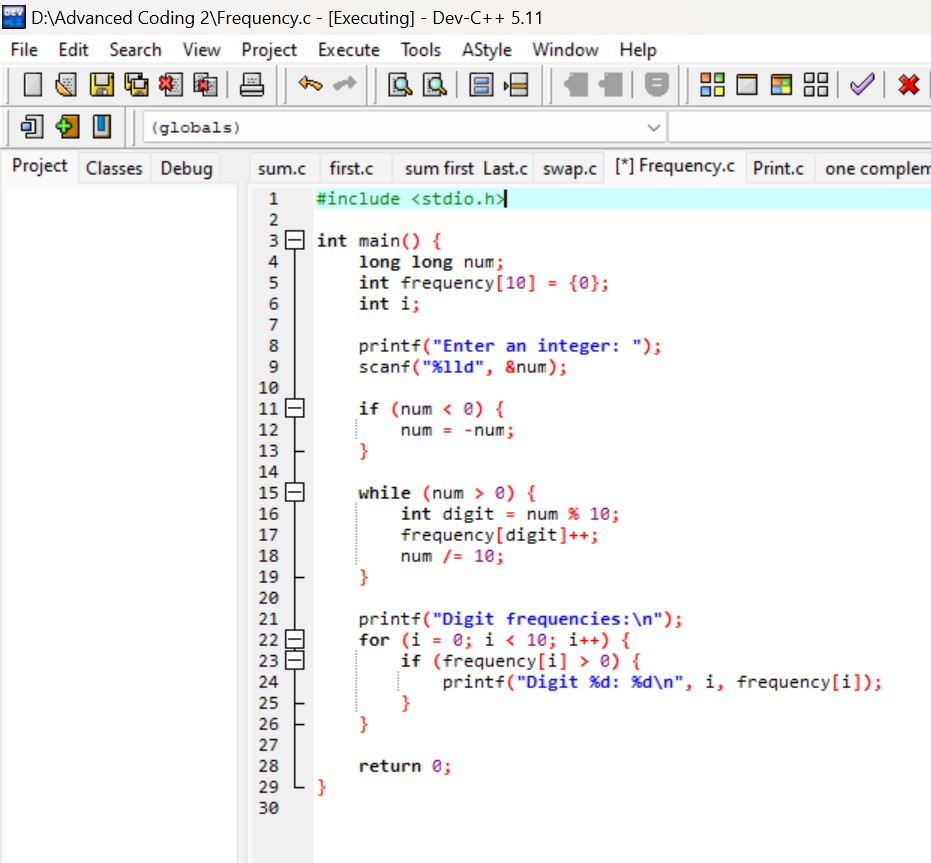 D:\Advanced Coding 2\Frequency.c - [Executing] - Dev-C++ 5.11
File Edit Search View Project Execute Tools AStyle Window Help
(globals)
Project Classes Debug sum.c first.c sum first Last.c swap.c [*] Frequency.c Print.c one complem
1 #include <stdio.h>
2
3 int main() {
4     long long num;
5     int frequency[10] = {0};
6     int i;
7
8     printf("Enter an integer: ");
9     scanf("%lld", &num);
10
11     if (num < 0) {
12         num = -num;
13     }
14
15     while (num > 0) {
16         int digit = num % 10;
17         frequency[digit]++;
18         num /= 10;
19     }
20
21     printf("Digit frequencies:\n");
22     for (i = 0; i < 10; i++) {
23         if (frequency[i] > 0) {
24             printf("Digit %d: %d\n", i, frequency[i]);
25         }
26     }
27
28     return 0;
29 }
30